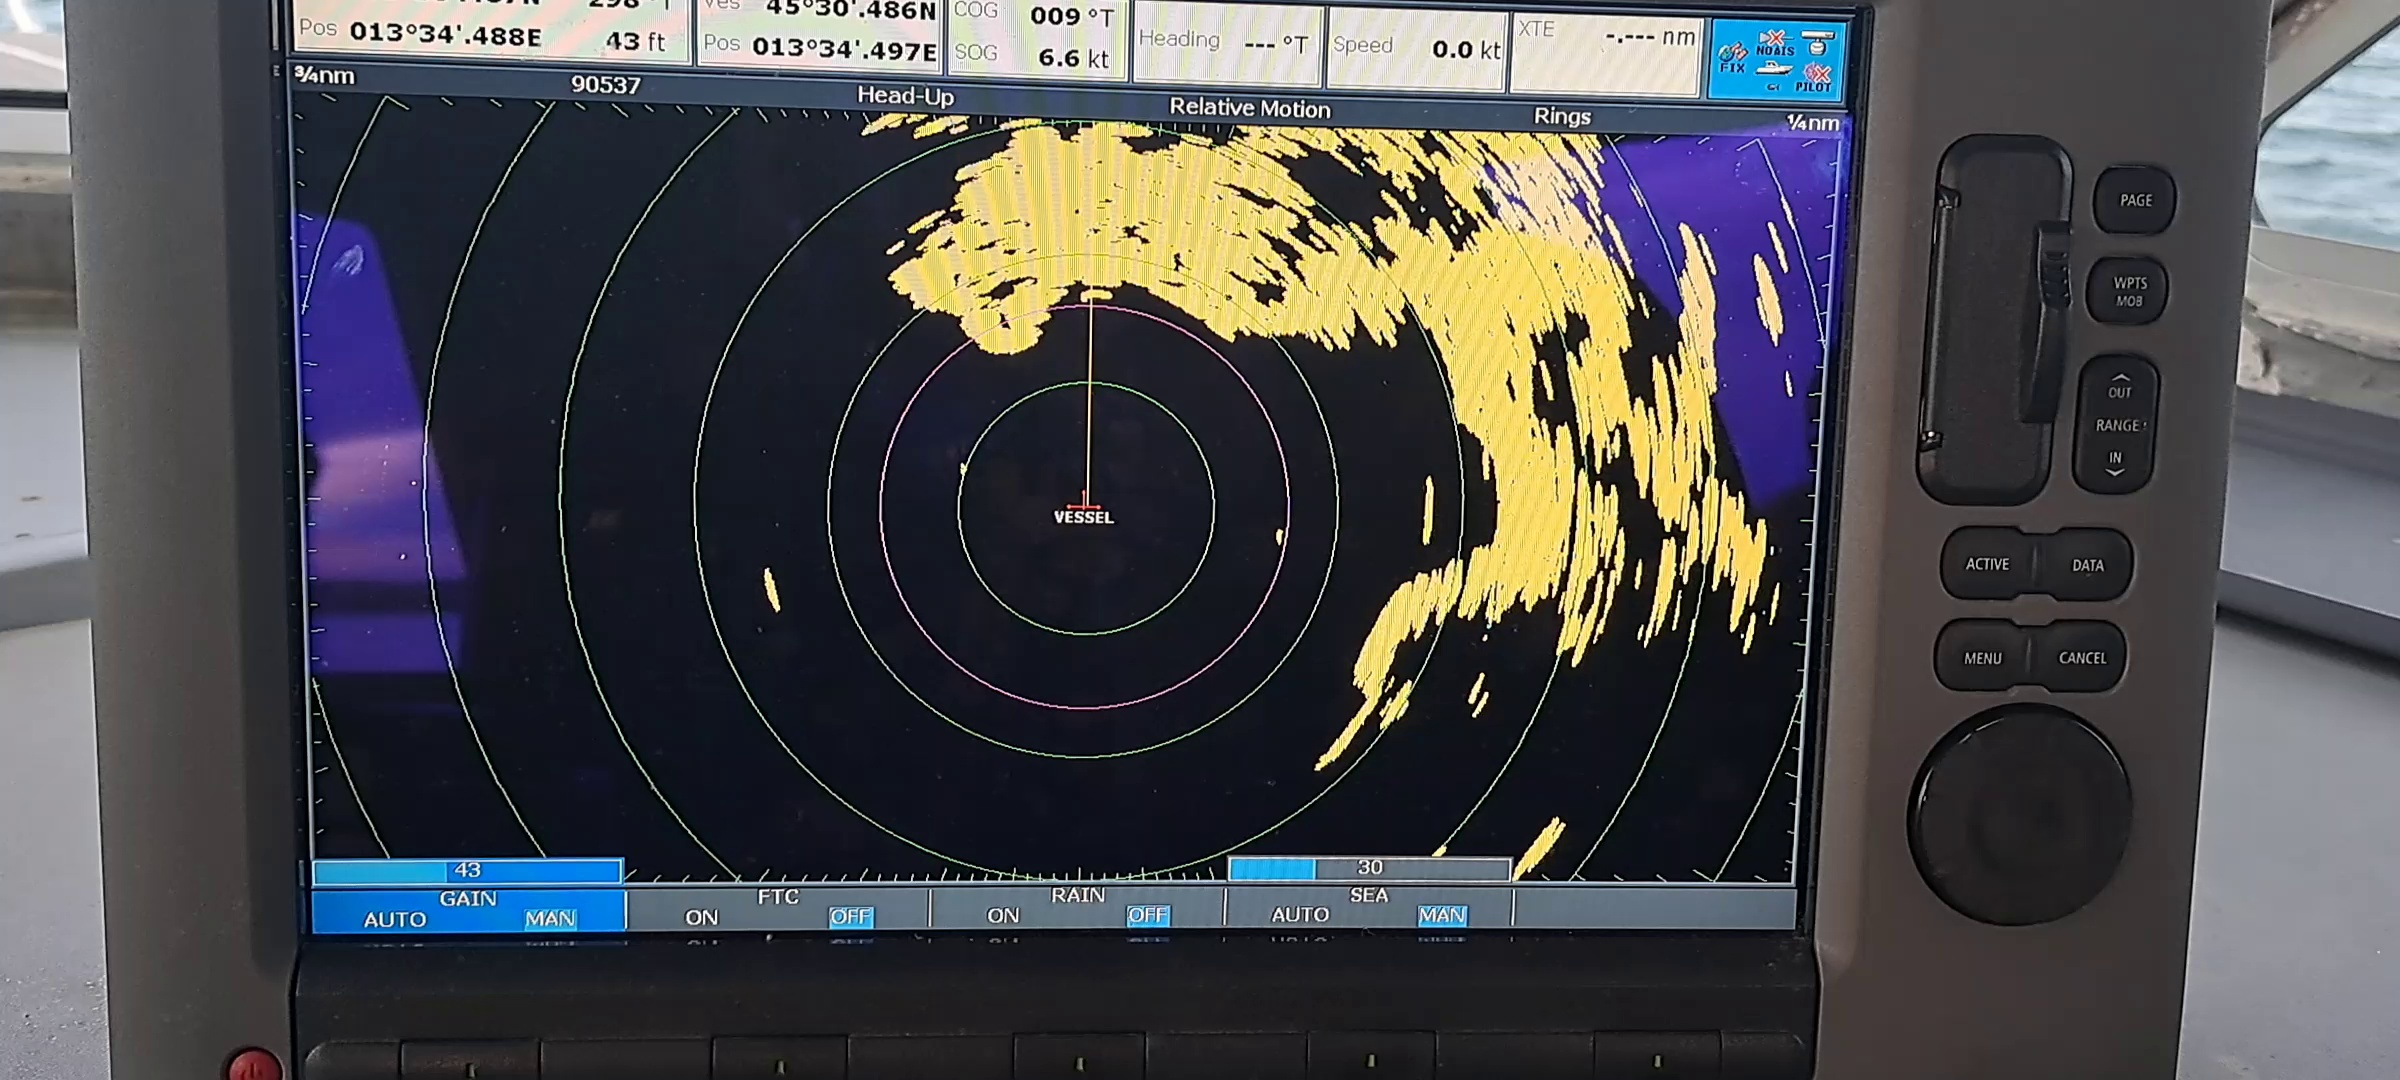 Ves 45°30'.486N
Pos 013°34'.488E 43 ft
Pos 013°34'.497E
COG 009 °T
SOG 6.6 kt
Heading --- °T
Speed 0.0 kt
XTE -.--- nm
NOAIS
FIX
PILOT
¾nm 90537 Head-Up Relative Motion Rings ¼nm
VESSEL
43
GAIN
AUTO MAN
FTC
ON OFF
RAIN
ON OFF
30
SEA
AUTO MAN
PAGE
WPTS
MOB
OUT
RANGE
IN
ACTIVE DATA
MENU CANCEL